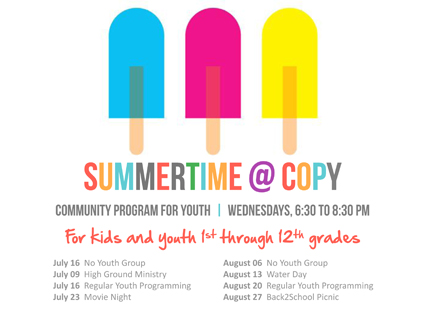 SUMMERTIME @ COPY
COMMUNITY PROGRAM FOR YOUTH | WEDNESDAYS, 6:30 TO 8:30 PM
For kids and youth 1st through 12th grades
July 16 No Youth Group
July 09 High Ground Ministry
July 16 Regular Youth Programming
July 23 Movie Night
August 06 No Youth Group
August 13 Water Day
August 20 Regular Youth Programming
August 27 Back2School Picnic